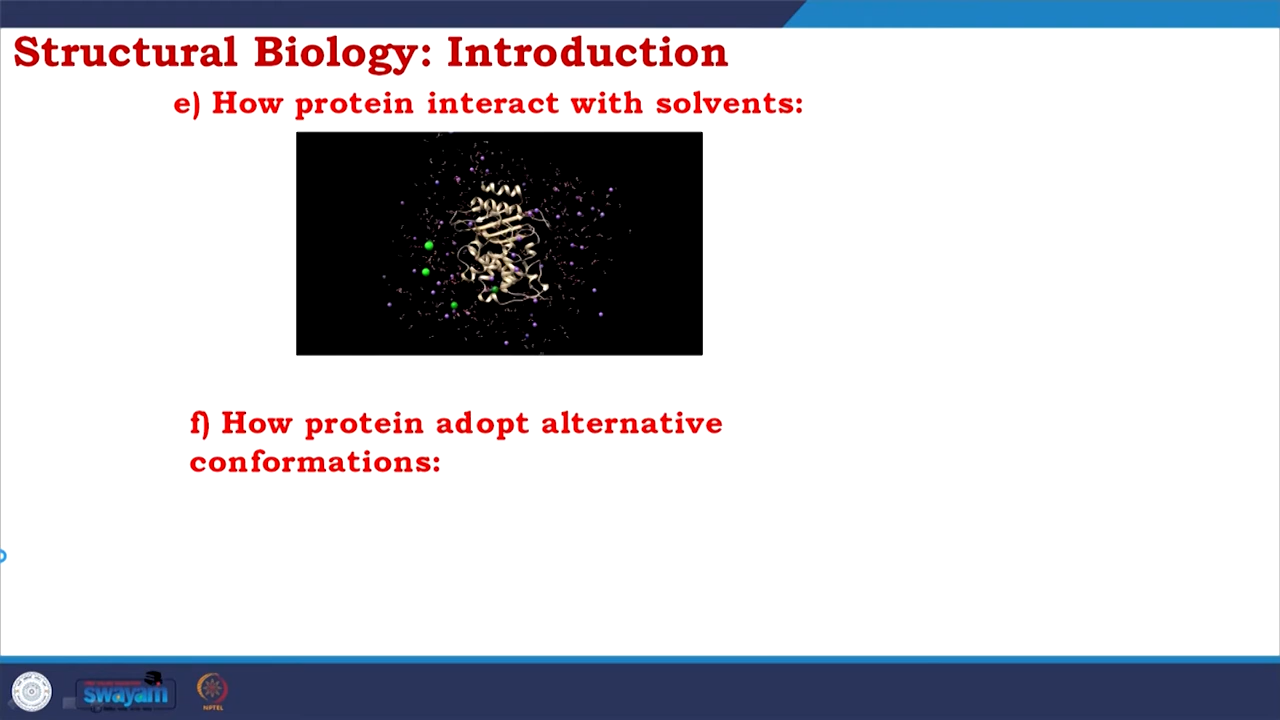 Structural Biology: Introduction
e) How protein interact with solvents:
f) How protein adopt alternative
conformations:
swayam
NPTEL